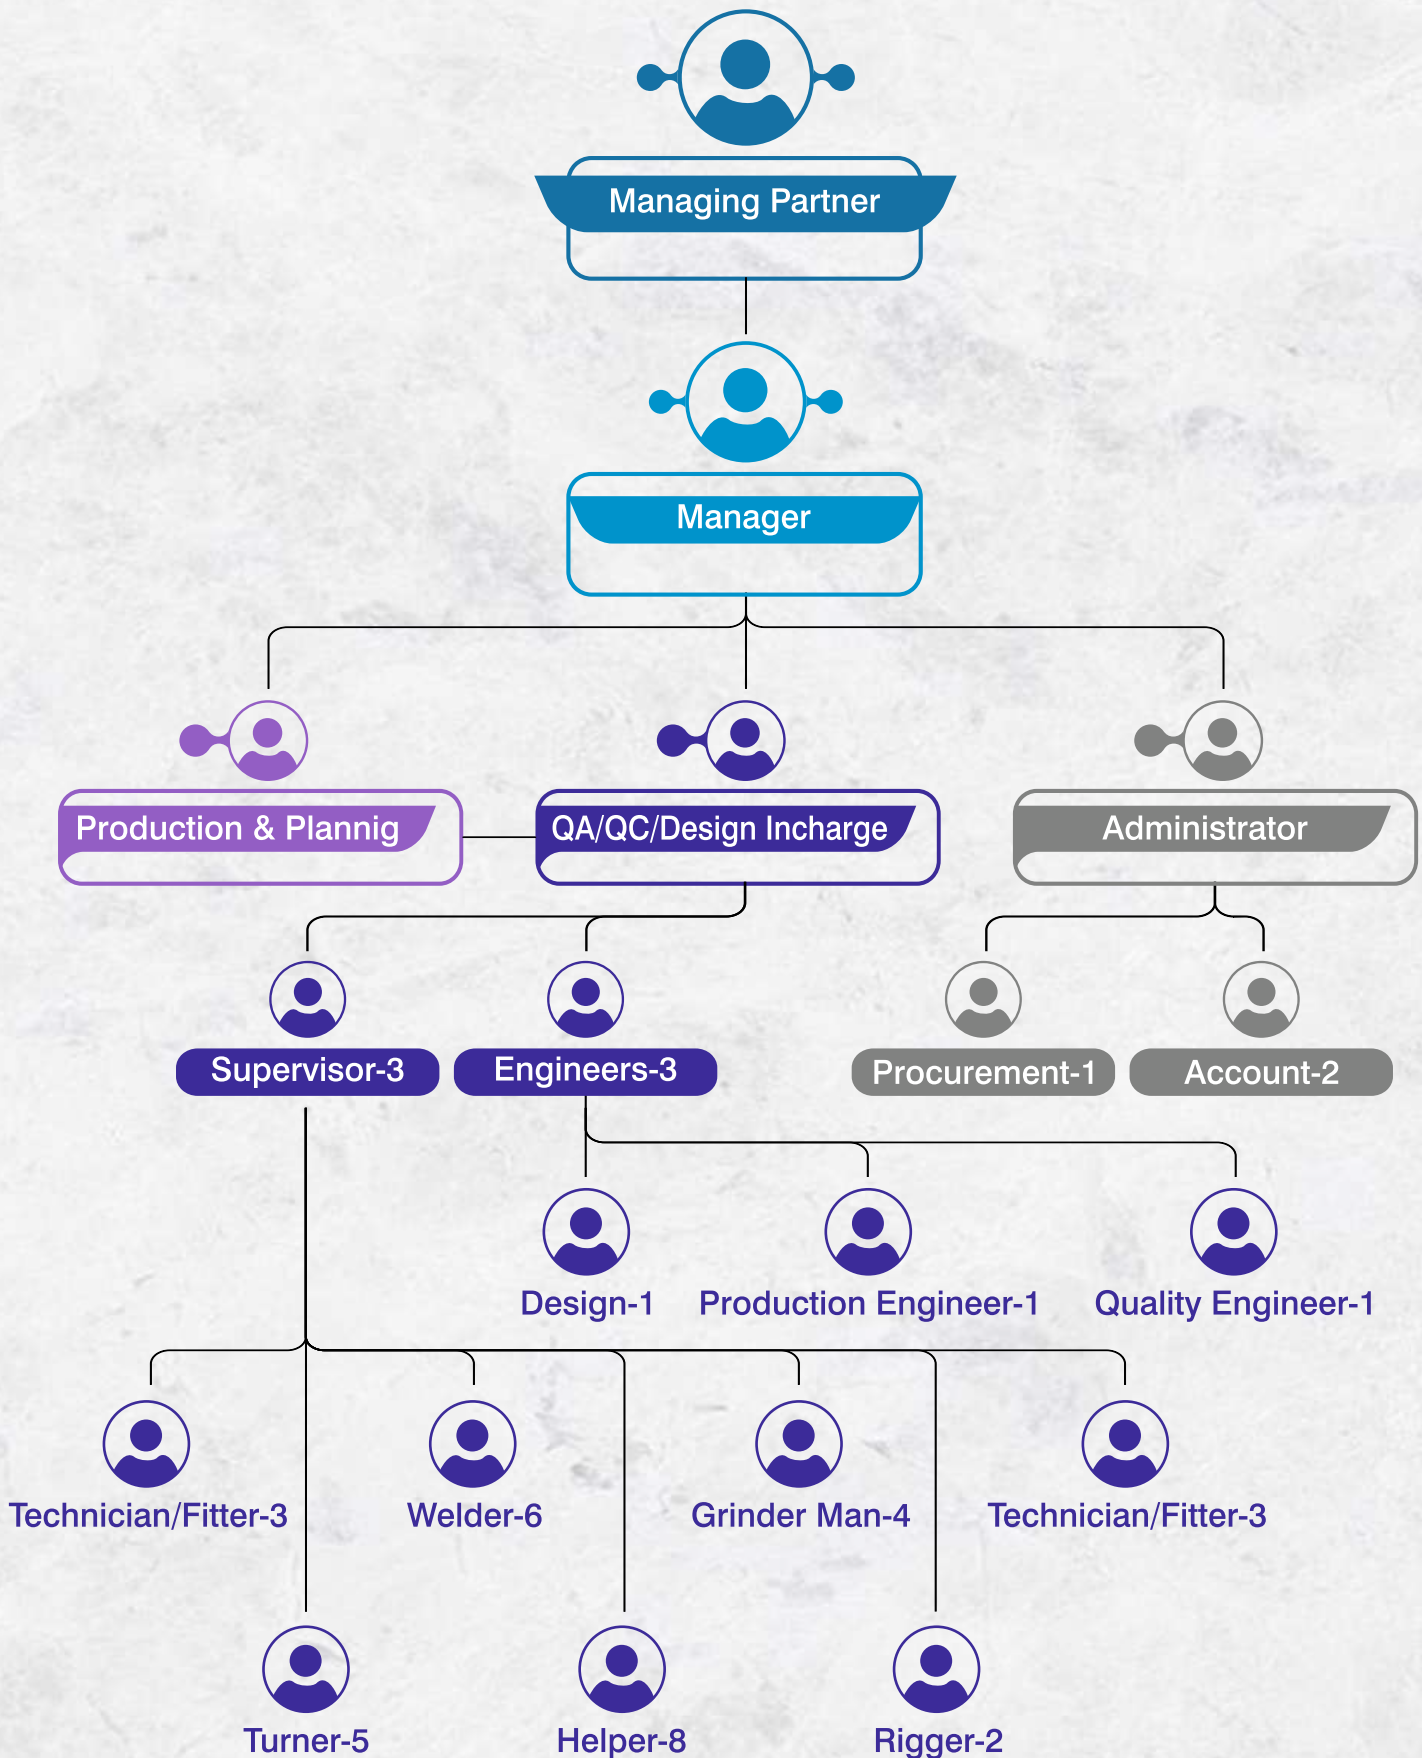 Managing Partner
Manager
Production & Plannig
QA/QC/Design Incharge
Administrator
Supervisor-3
Engineers-3
Procurement-1
Account-2
Design-1
Production Engineer-1
Quality Engineer-1
Technician/Fitter-3
Welder-6
Grinder Man-4
Technician/Fitter-3
Turner-5
Helper-8
Rigger-2